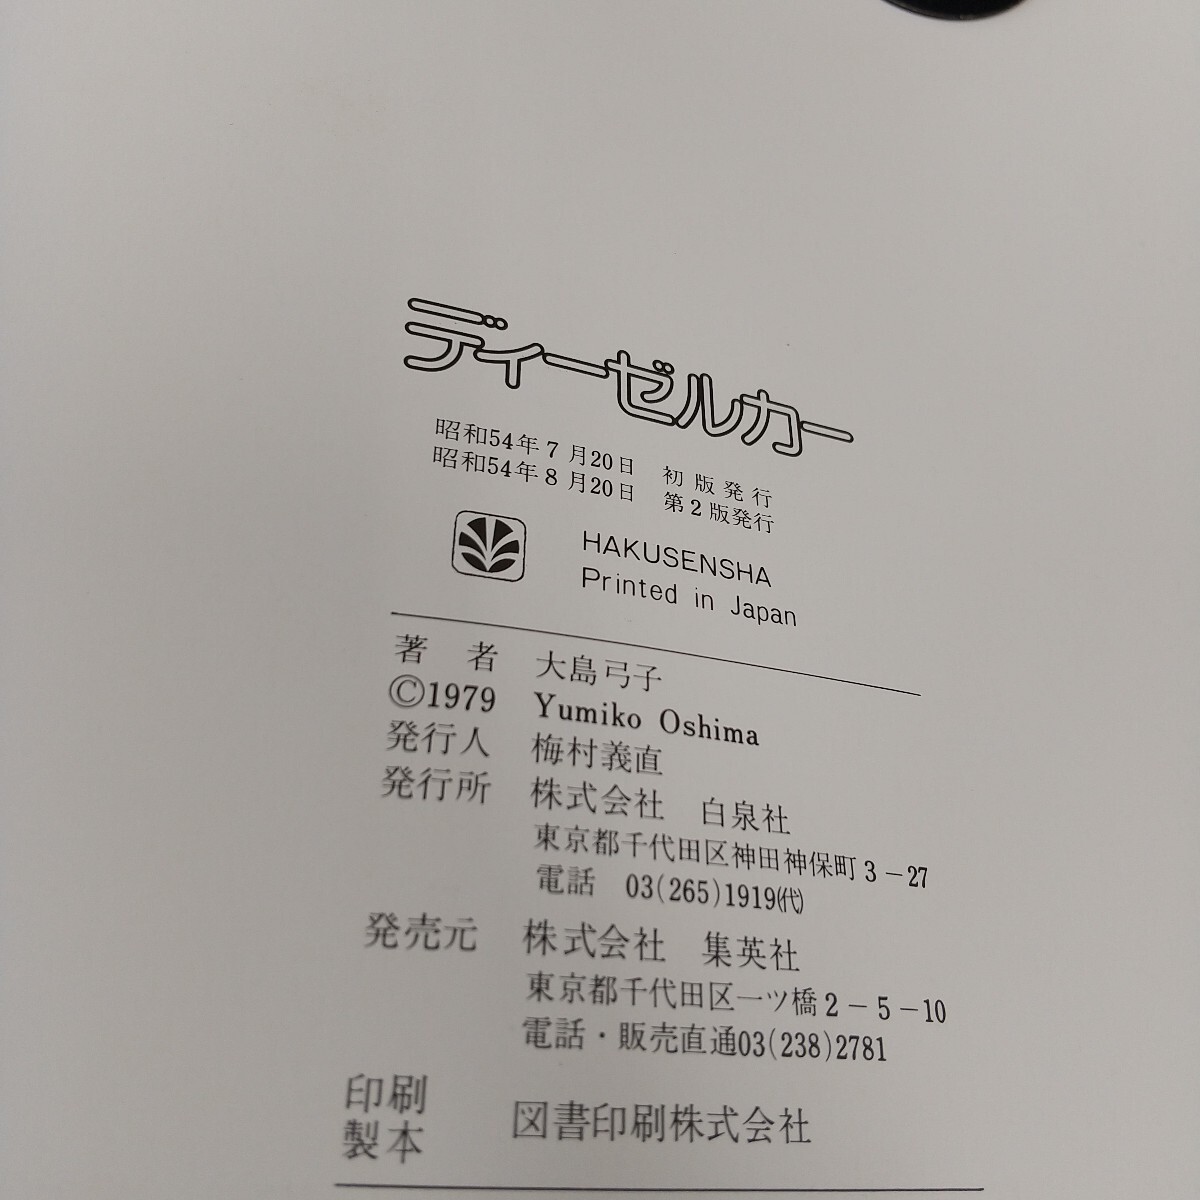 ディーゼルカー
昭和54年7月20日 初版発行
昭和54年8月20日 第2版発行
HAKUSENSHA
Printed in Japan
著者 大島弓子
©1979 Yumiko Oshima
発行人 梅村義直
発行所 株式会社 白泉社
東京都千代田区神田神保町3-27
電話 03(265)1919㈹
発売元 株式会社 集英社
東京都千代田区一ツ橋2-5-10
電話・販売直通03(238)2781
印刷
製本 図書印刷株式会社